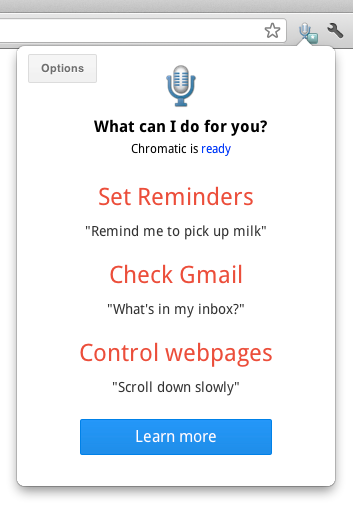 Options
What can I do for you?
Chromatic is ready
Set Reminders
"Remind me to pick up milk"
Check Gmail
"What's in my inbox?"
Control webpages
"Scroll down slowly"
Learn more